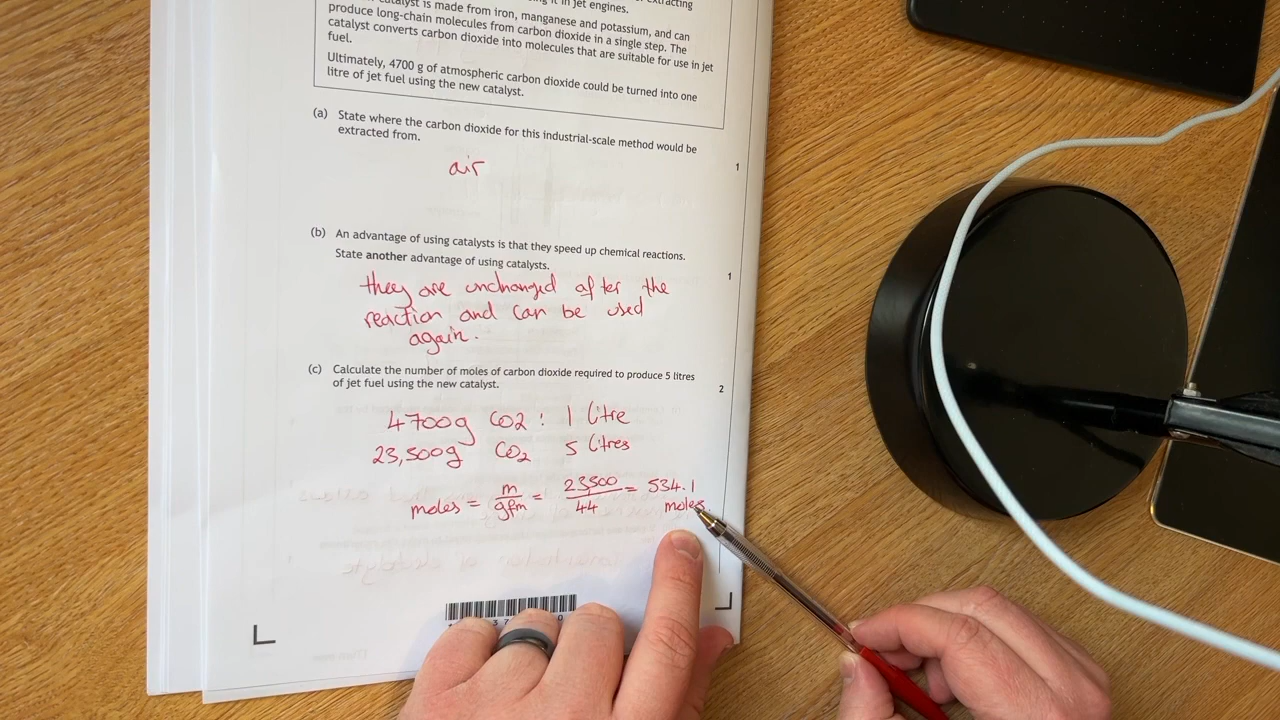 extracting
it in jet engines.
catalyst is made from iron, manganese and potassium, and can
produce long-chain molecules from carbon dioxide in a single step. The
catalyst converts carbon dioxide into molecules that are suitable for use in jet
fuel.
Ultimately, 4700 g of atmospheric carbon dioxide could be turned into one
litre of jet fuel using the new catalyst.
(a) State where the carbon dioxide for this industrial-scale method would be
extracted from.
1
air
(b) An advantage of using catalysts is that they speed up chemical reactions.
State another advantage of using catalysts.
1
they are unchanged after the
reaction and can be used
again.
(c) Calculate the number of moles of carbon dioxide required to produce 5 litres
of jet fuel using the new catalyst.
2
4700g CO2 : 1 litre
23,500g CO2 5 litres
moles = m/gfm = 23500/44 = 534.1
moles